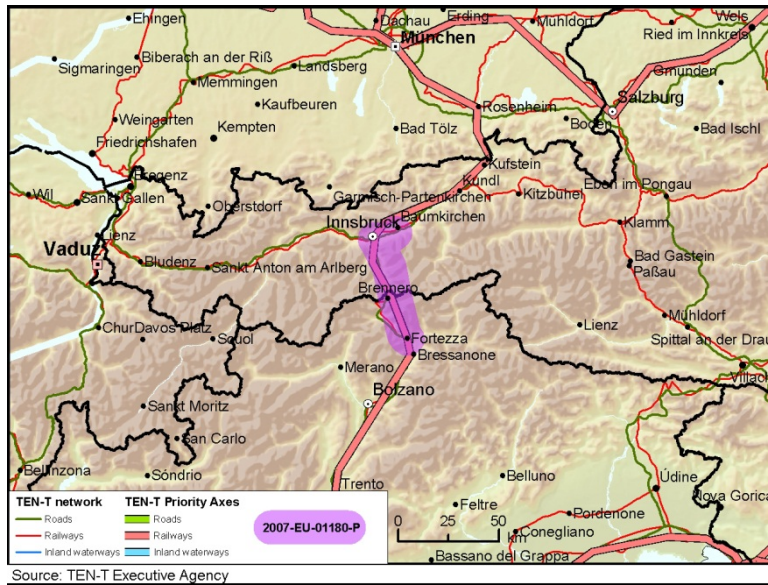 Ehingen
Dachau
Erding
Mühldorf
Wels
Ried im Innkreis
München
Biberach an der Riß
Sigmaringen
Landsberg
Gmunden
Memmingen
Kaufbeuren
Rosenheim
Salzburg
Weingarten
Kempten
Bad Tölz
Boden
Bad Ischl
Friedrichshafen
Kufstein
Bregenz
Kundl
Wil
Sankt Gallen
Oberstdorf
Garmisch-Partenkirchen
Kitzbühel
Eben im Pongau
Baumkirchen
Innsbruck
Klamm
Lienz
Vaduz
Bludenz
Sankt Anton am Arlberg
Bad Gastein
Paßau
Brennero
Mühldorf
Chur
Davos Platz
Scuol
Fortezza
Lienz
Spittal an der Drau
Merano
Bressanone
Villach
Bolzano
Sankt Moritz
San Carlo
Bellinzona
Sóndrio
Trento
Belluno
Údine
Nova Gorica
Feltre
Pordenone
Conegliano
Bassano del Grappa
TEN-T network
Roads
Railways
Inland waterways
TEN-T Priority Axes
Roads
Railways
Inland waterways
2007-EU-01180-P
0 25 50
km
Source: TEN-T Executive Agency